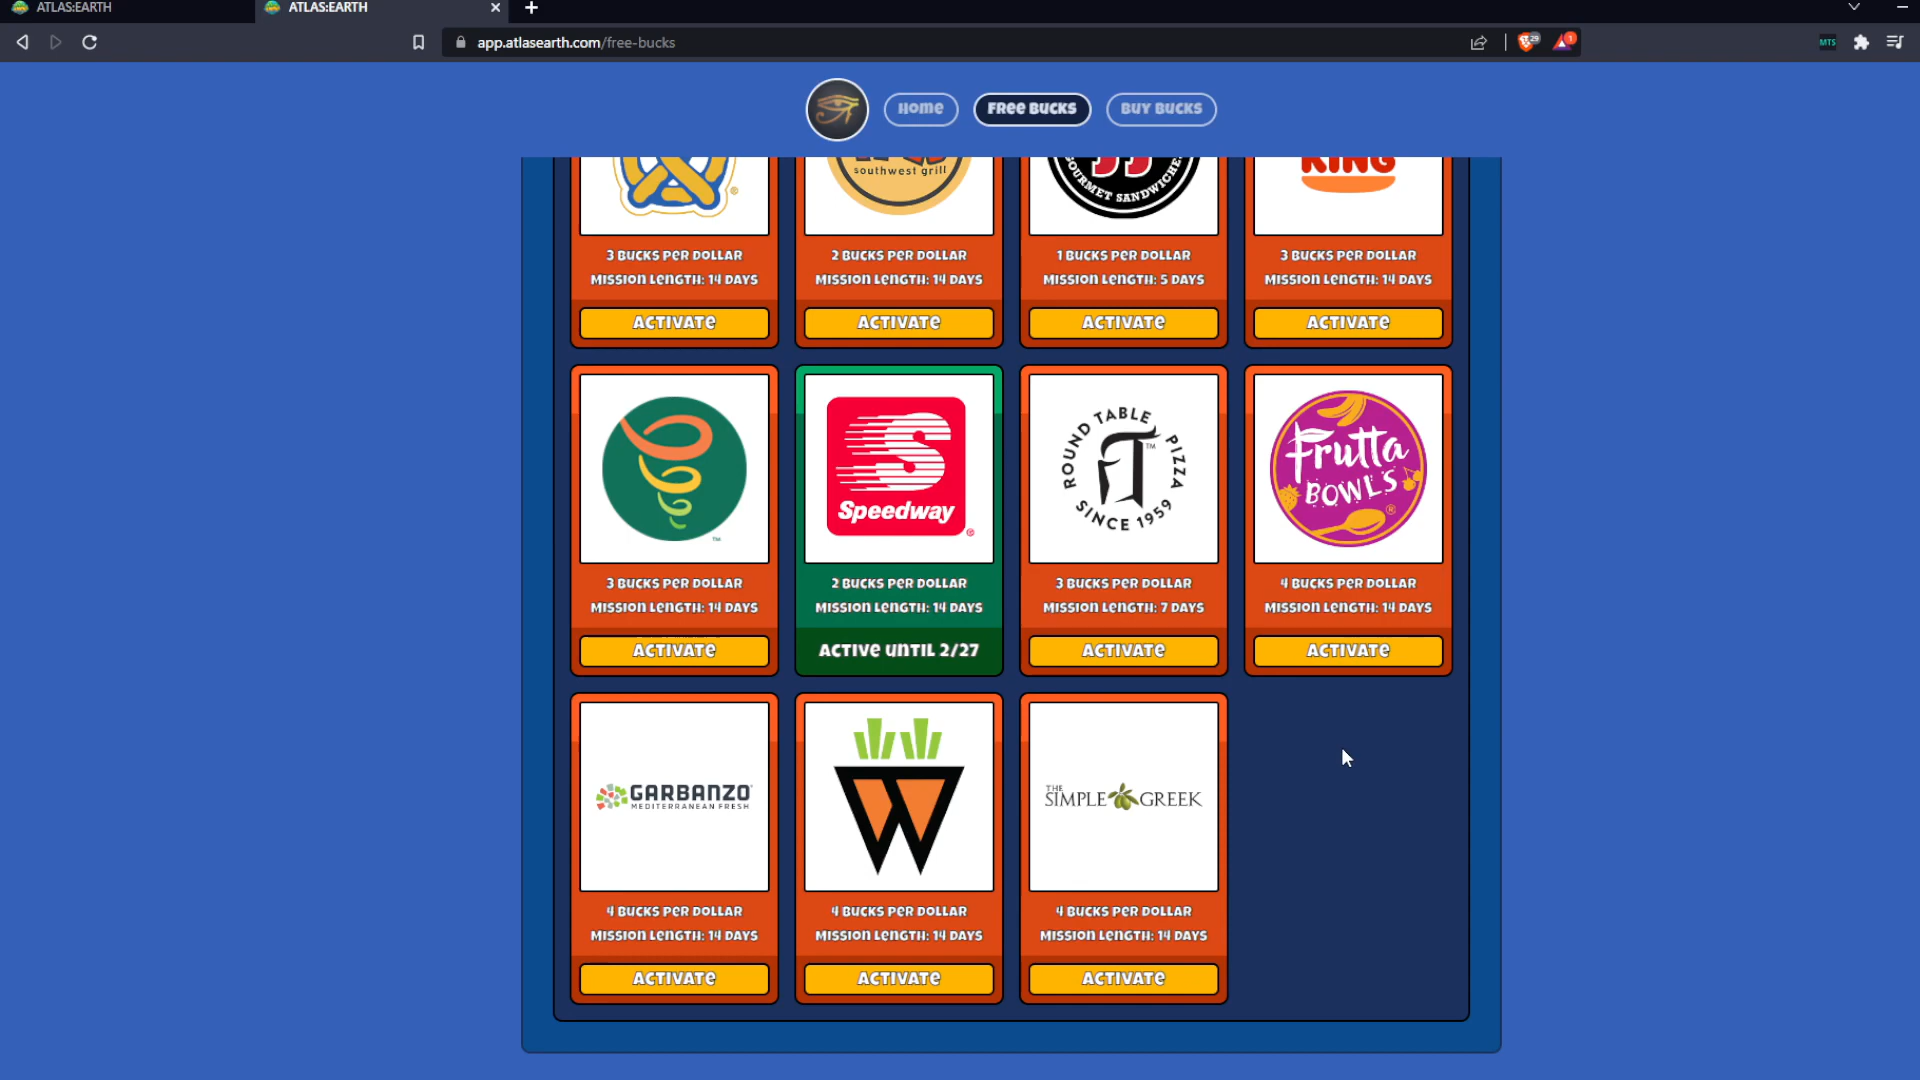 ATLAS:EARTH
ATLAS:EARTH
app.atlasearth.com/free-bucks
29
1
MTS
Home
Free Bucks
Buy Bucks
southwest grill
JJ
GOURMET SANDWICHES
KING
3 Bucks per dollar
2 Bucks per dollar
1 Bucks per dollar
3 Bucks per dollar
Mission Length: 14 days
Mission Length: 14 days
Mission Length: 5 days
Mission Length: 14 days
Activate
Activate
Activate
Activate
S
Speedway
ROUND TABLE PIZZA
SINCE 1959
Frutta
BOWLS
3 Bucks per dollar
2 Bucks per dollar
3 Bucks per dollar
4 Bucks per dollar
Mission Length: 14 days
Mission Length: 14 days
Mission Length: 7 days
Mission Length: 14 days
Activate
Active until 2/27
Activate
Activate
GARBANZO
MEDITERRANEAN FRESH
W
THE
SIMPLE GREEK
4 Bucks per dollar
4 Bucks per dollar
4 Bucks per dollar
Mission Length: 14 days
Mission Length: 14 days
Mission Length: 14 days
Activate
Activate
Activate